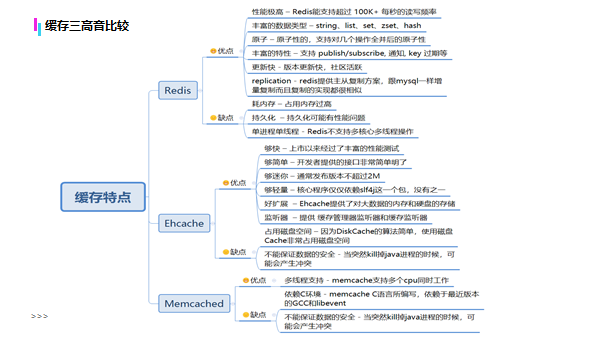 缓存三高音比较
缓存特点
Redis
优点
性能极高 – Redis能支持超过 100K+ 每秒的读写频率
丰富的数据类型 – string、list、set、zset、hash
原子 – 原子性的,支持对几个操作全并后的原子性
丰富的特性 – 支持 publish/subscribe, 通知, key 过期等
更新快 - 版本更新快,社区活跃
replication - redis提供主从复制方案,跟mysql一样增
量复制而且复制的实现都很相似
缺点
耗内存 – 占用内存过高
持久化 – 持久化可能有性能问题
单进程单线程 - Redis不支持多核心多线程操作
Ehcache
优点
够快 – 上市以来经过了丰富的性能测试
够简单 – 开发者提供的接口非常简单明了
够迷你 – 通常发布版本不超过2M
够轻量 – 核心程序仅仅依赖slf4j这一个包,没有之一
好扩展 – Ehcache提供了对大数据的内存和硬盘的存储
监听器 – 提供 缓存管理器监听器和缓存监听器
缺点
占用磁盘空间 – 因为DiskCache的算法简单,使用磁盘
Cache非常占用磁盘空间
不能保证数据的安全 - 当突然kill掉java进程的时候,可
能会产生冲突
Memcached
优点
多线程支持 - memcache支持多个cpu同时工作
缺点
依赖C环境 - memcache C语言所编写,依赖于最近版本
的GCC和libevent
不能保证数据的安全 - 当突然kill掉java进程的时候,可
能会产生冲突
>>>